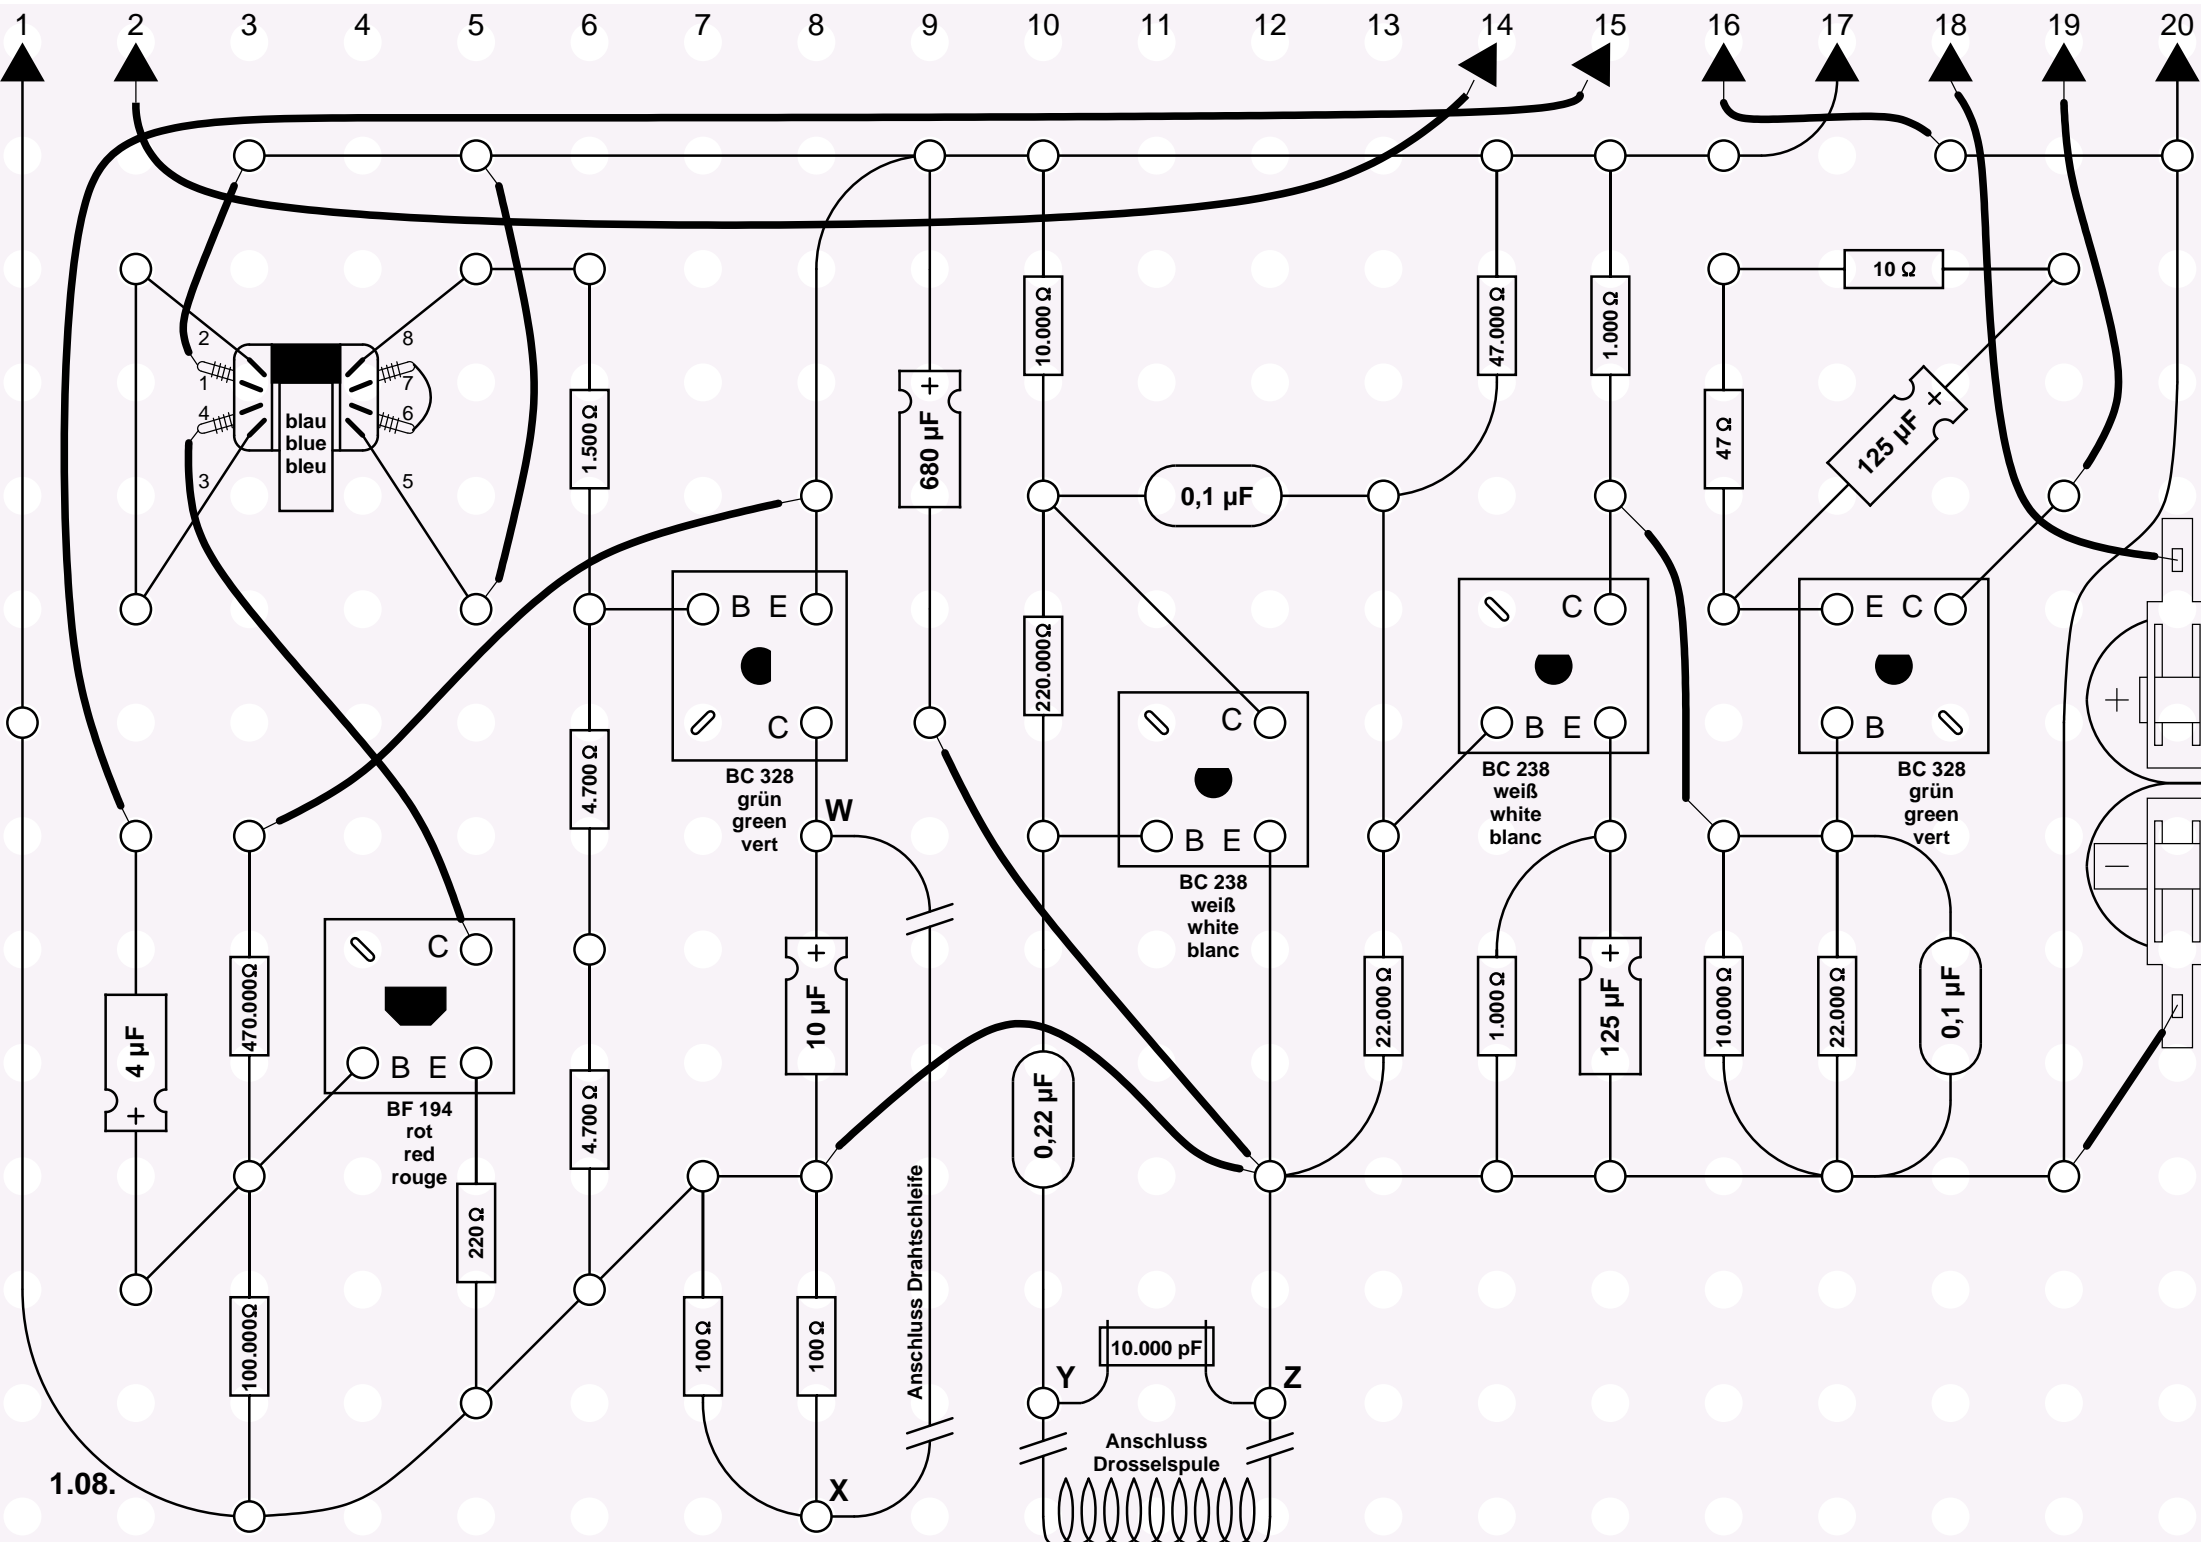 1 2 3 4 5 6 7 8 9 10 11 12 13 14 15 16 17 18 19 20
10 Ω
2
8
1
7
4
6
3
5
blau
blue
bleu
10.000 Ω
47.000 Ω
1.000 Ω
1.500 Ω
+
680 µF
0,1 µF
47 Ω
+
125 µF
B E
C
BC 328
grün
green
vert
220.000Ω
C
B E
BC 238
weiß
white
blanc
C
B E
BC 238
weiß
white
blanc
E C
B
BC 328
grün
green
vert
+
−
4.700 Ω
W
470.000Ω
C
B E
BF 194
rot
red
rouge
4 µF
+
+
10 µF
22.000 Ω
1.000 Ω
+
125 µF
10.000 Ω
22.000 Ω
0,1 µF
4.700 Ω
0,22 µF
220 Ω
Anschluss Drahtschleife
100.000Ω
100 Ω
100 Ω
10.000 pF
Y
Z
Anschluss
Drosselspule
1.08.
X